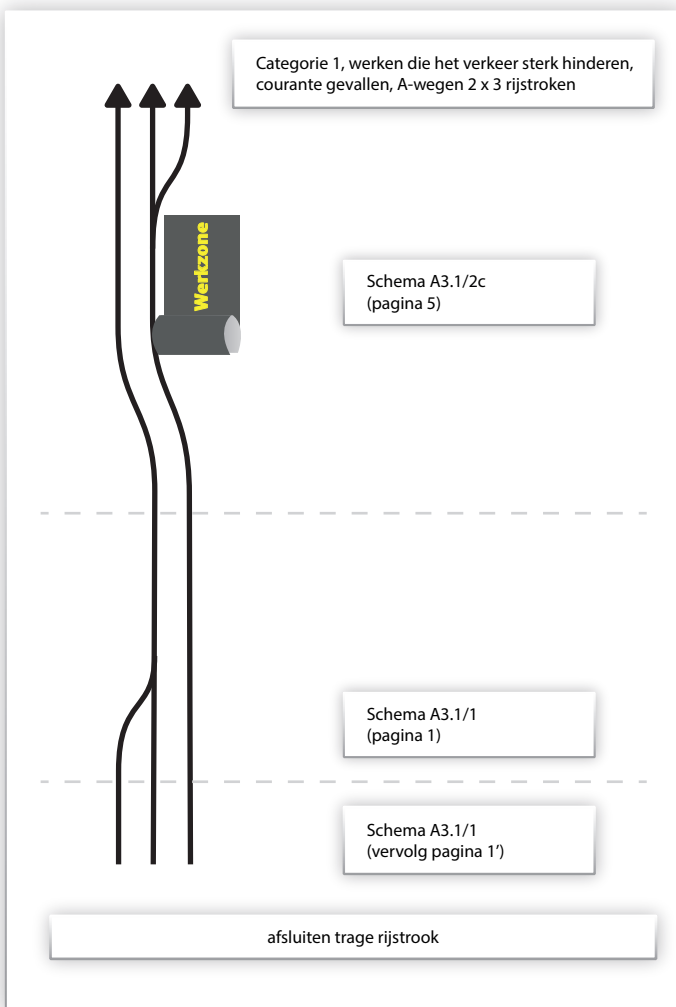 Categorie 1, werken die het verkeer sterk hinderen,
courante gevallen, A-wegen 2 x 3 rijstroken
Werkzone
Schema A3.1/2c
(pagina 5)
Schema A3.1/1
(pagina 1)
Schema A3.1/1
(vervolg pagina 1’)
afsluiten trage rijstrook